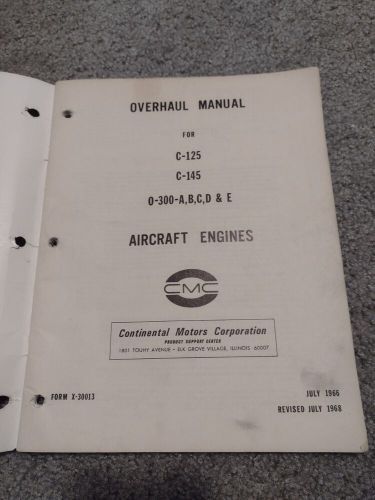 OVERHAUL MANUAL
FOR
C-125
C-145
O-300-A,B,C,D & E
AIRCRAFT ENGINES
CMC
Continental Motors Corporation
PRODUCT SUPPORT CENTER
1801 TOUHY AVENUE - ELK GROVE VILLAGE, ILLINOIS 60007
FORM X-30013
JULY 1966
REVISED JULY 1968